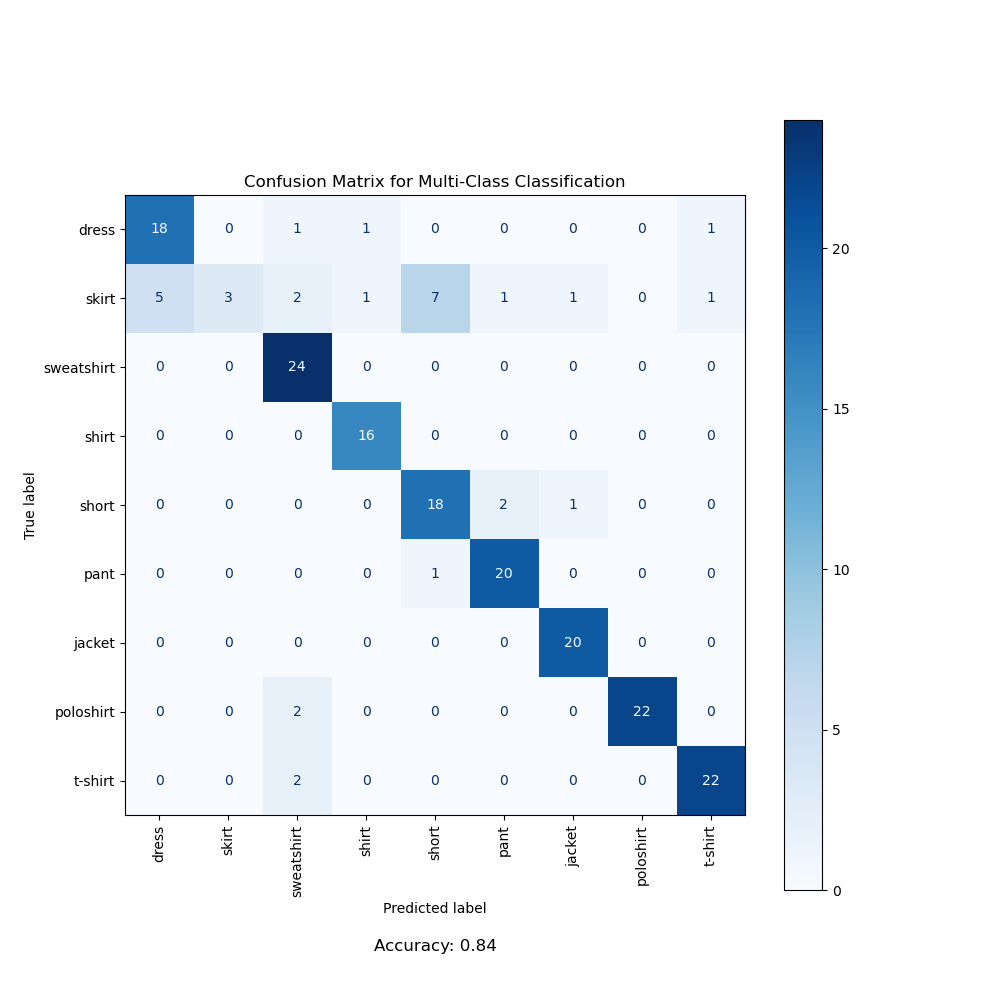 Confusion Matrix for Multi-Class Classification
dress 18 0 1 1 0 0 0 0 1
skirt 5 3 2 1 7 1 1 0 1
sweatshirt 0 0 24 0 0 0 0 0 0
shirt 0 0 0 16 0 0 0 0 0
short 0 0 0 0 18 2 1 0 0
pant 0 0 0 0 1 20 0 0 0
jacket 0 0 0 0 0 0 20 0 0
poloshirt 0 0 2 0 0 0 0 22 0
t-shirt 0 0 2 0 0 0 0 0 22
True label
dress skirt sweatshirt shirt short pant jacket poloshirt t-shirt
Predicted label
Accuracy: 0.84
20
15
10
5
0